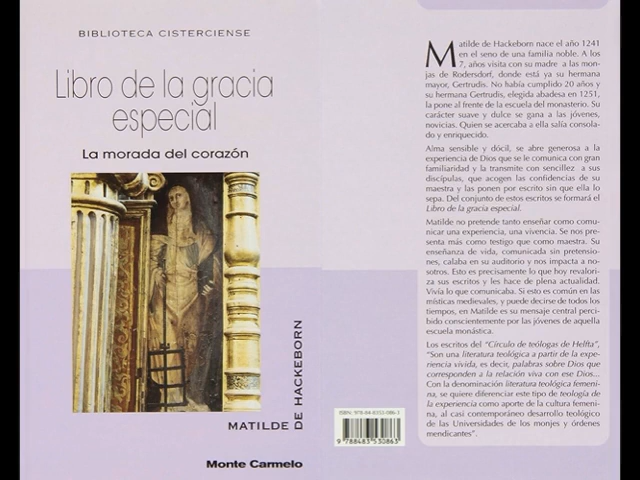 BIBLIOTECA CISTERCIENSE
Libro de la gracia
especial
La morada del corazón
MATILDE
DE HACKEBORN
Monte Carmelo
Matilde de Hackeborn nace el año 1241
en el seno de una familia noble. A los
7, años visita con su madre a las mon-
jas de Rodersdorf, donde está ya su hermana
mayor, Gertrudis. No había cumplido 20 años y
su hermana Gertrudis, elegida abadesa en 1251,
la pone al frente de la escuela del monasterio. Su
carácter suave y dulce se gana a las jóvenes,
novicias. Quien se acercaba a ella salía consola-
do y enriquecido.
Alma sensible y dócil, se abre generosa a la
experiencia de Dios que se le comunica con gran
familiaridad y la transmite con sencillez a sus
discípulas, que acogen las confidencias de su
maestra y las ponen por escrito sin que ella lo
sepa. Del conjunto de estos escritos se formará el
Libro de la gracia especial.
Matilde no pretende tanto enseñar como comu-
nicar una experiencia, una vivencia. Se nos pre-
senta más como testigo que como maestra. Su
enseñanza de vida, comunicada sin pretensio-
nes, calaba en su auditorio y nos impacta a no-
sotros. Esto es precisamente lo que hoy revalori-
za sus escritos y les hace de plena actualidad.
Vivía lo que comunicaba. Si esto es común en las
místicas medievales, y puede decirse de todos los
tiempos, en Matilde es su mensaje central perci-
bido conscientemente por las jóvenes de aquella
escuela monástica.
Los escritos del "Círculo de teólogas de Helfta",
"Son una literatura teológica a partir de la expe-
riencia vivida, es decir, palabras sobre Dios que
corresponden a la relación viva con ese Dios...
Con la denominación literatura teológica femeni-
na, se quiere diferenciar este tipo de teología de
la experiencia como aporte de la cultura femeni-
na, al casi contemporáneo desarrollo teológico
de las Universidades de los monjes y órdenes
mendicantes".
ISBN: 978-84-8353-086-3
9 788483 530863